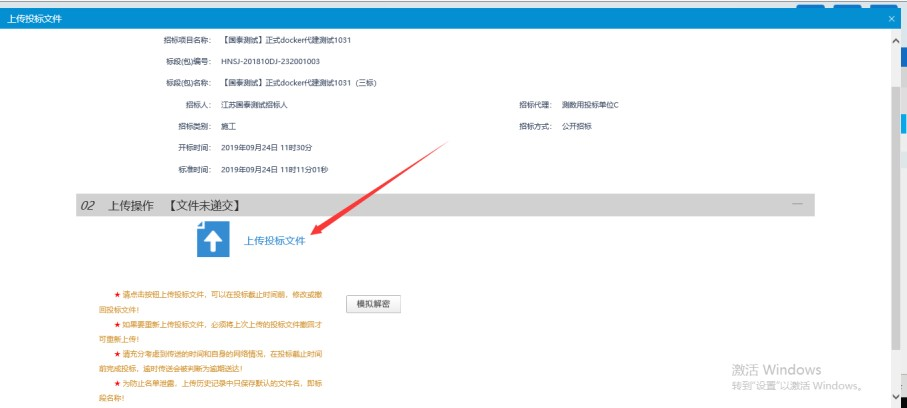 上传投标文件
招标项目名称： 【国泰测试】正式docker代建测试1031
标段(包)编号： HNSJ-201810DJ-232001003
标段(包)名称： 【国泰测试】正式docker代建测试1031（三标）
招标人： 江苏国泰测试招标人 招标代理： 测数用投标单位C
招标类别： 施工 招标方式： 公开招标
开标时间： 2019年09月24日 11时30分
标准时间： 2019年09月24日 11时11分01秒
02 上传操作 【文件未递交】
上传投标文件
★ 请点击按钮上传投标文件，可以在投标截止时间前，修改或撤
回投标文件！
模拟解密
★ 如果要重新上传投标文件，必须将上次上传的投标文件撤回才
可重新上传！
★ 请充分考虑到传送的时间和自身的网络情况，在投标截止时间
前完成投标，逾时传送会被判断为逾期送达！
★ 为防止名单泄露，上传历史记录中只保存默认的文件名，即标
段名称！
激活 Windows
转到"设置"以激活 Windows。